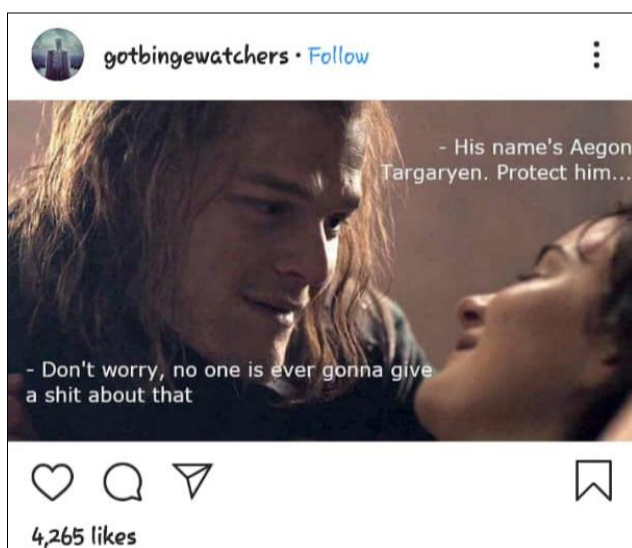 gotbingewatchers • Follow
- His name's Aegon
Targaryen. Protect him...
- Don't worry, no one is ever gonna give
a shit about that
4,265 likes